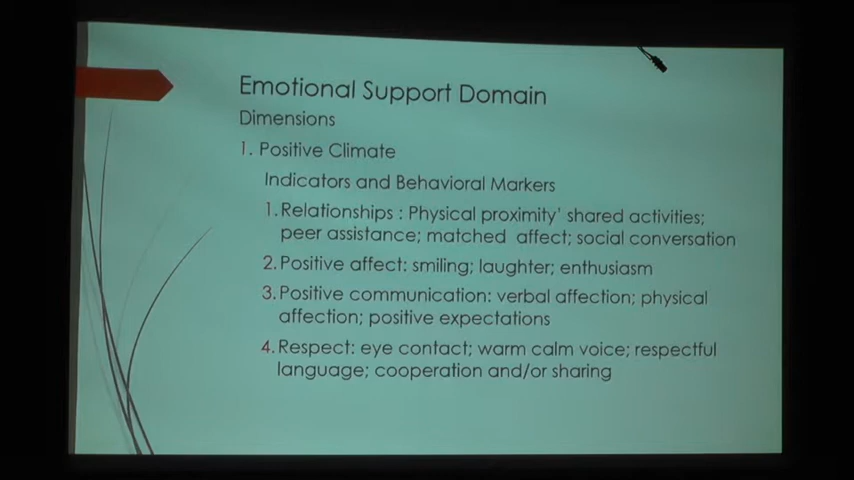 Emotional Support Domain
Dimensions
1. Positive Climate
Indicators and Behavioral Markers
1. Relationships : Physical proximity' shared activities;
peer assistance; matched affect; social conversation
2. Positive affect: smiling; laughter; enthusiasm
3. Positive communication: verbal affection; physical
affection; positive expectations
4. Respect: eye contact; warm calm voice; respectful
language; cooperation and/or sharing